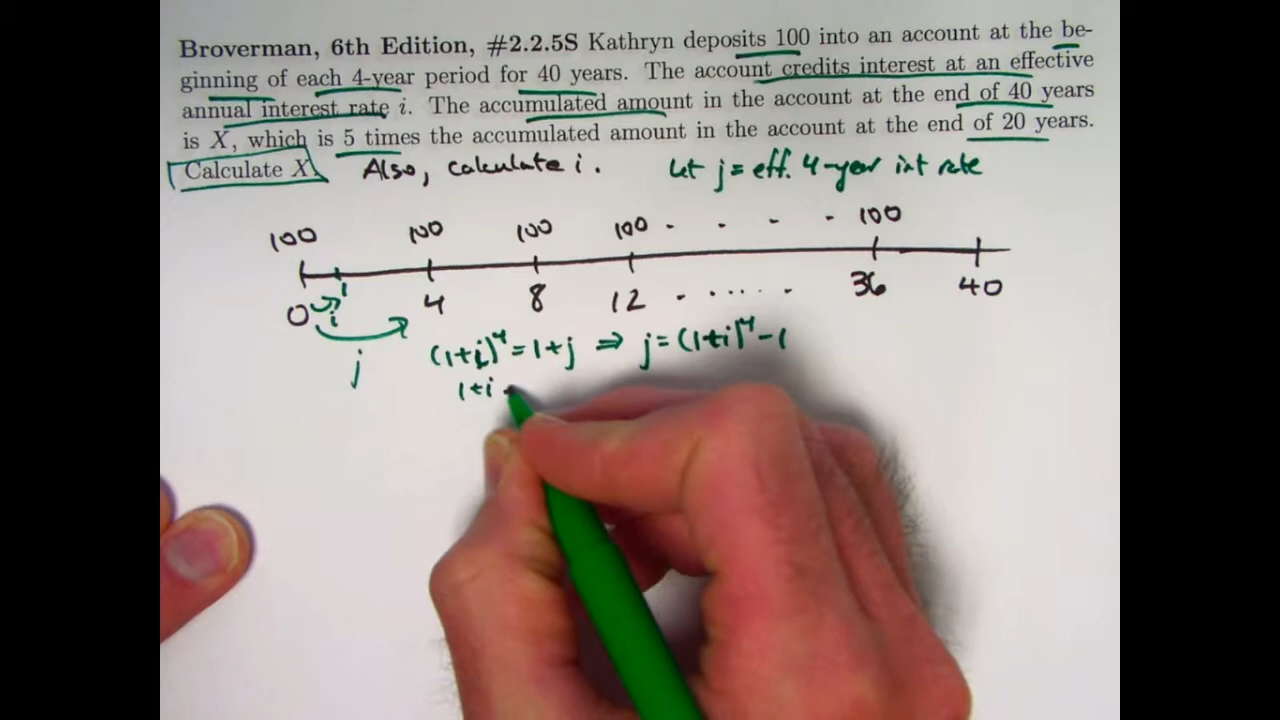 Broverman, 6th Edition, #2.2.5S Kathryn deposits 100 into an account at the be-
ginning of each 4-year period for 40 years. The account credits interest at an effective
annual interest rate i. The accumulated amount in the account at the end of 40 years
is X, which is 5 times the accumulated amount in the account at the end of 20 years.
Calculate X. Also, calculate i. Let j = eff. 4-year int rate
100 100 100 100 - - - - 100
0 1 4 8 12 - ..... - 36 40
i
j (1+i)^4 = 1+j ⇒ j = (1+i)^4 - 1
1+i